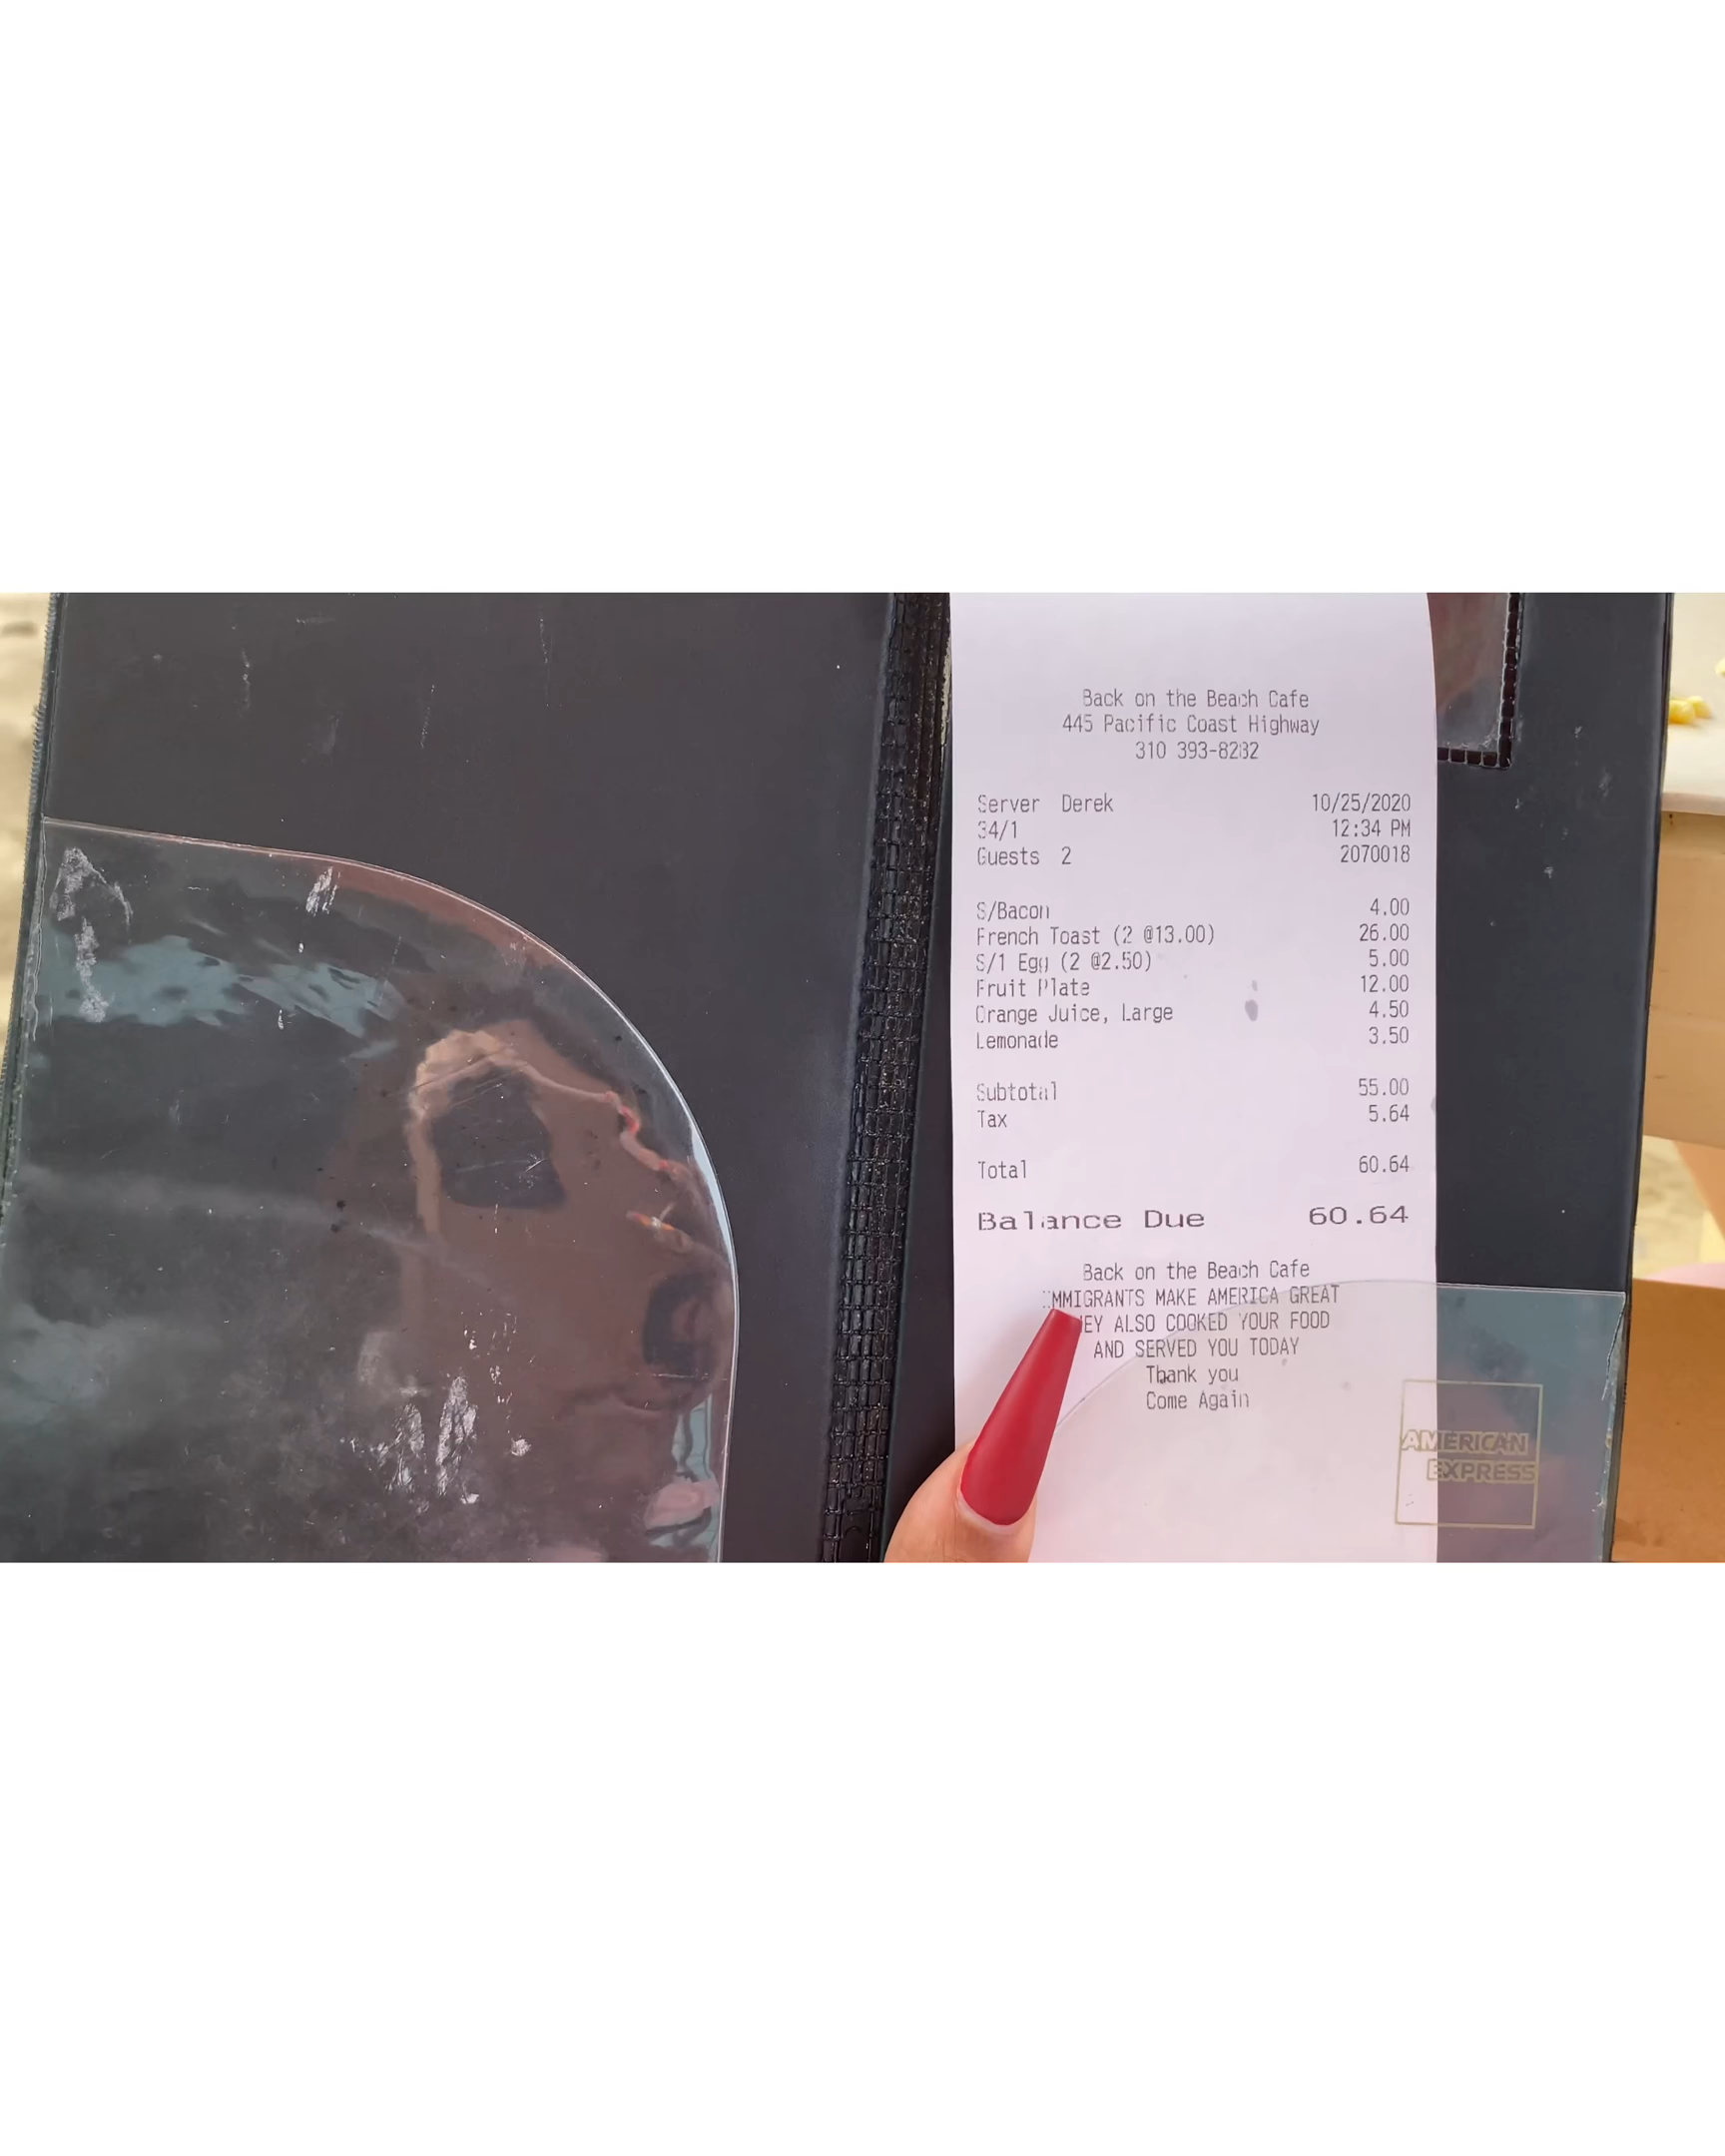 Back on the Beach Cafe
445 Pacific Coast Highway
310 393-8282
Server Derek 10/25/2020
34/1 12:34 PM
Guests 2 2070018
S/Bacon 4.00
French Toast (2 @13.00) 26.00
S/1 Egg (2 @2.50) 5.00
Fruit Plate 12.00
Orange Juice, Large 4.50
Lemonade 3.50
Subtotal 55.00
Tax 5.64
Total 60.64
Balance Due 60.64
Back on the Beach Cafe
IMMIGRANTS MAKE AMERICA GREAT
ALSO COOKED YOUR FOOD
AND SERVED YOU TODAY
Thank you
Come Again
AMERICAN
EXPRESS